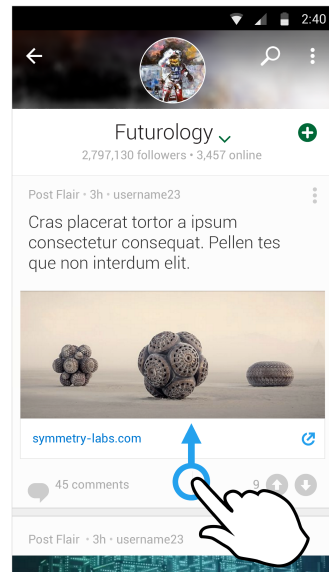 2:40
Futurology
2,797,130 followers • 3,457 online
Post Flair • 3h • username23
Cras placerat tortor a ipsum
consectetur consequat. Pellen tes
que non interdum elit.
symmetry-labs.com
45 comments
9
Post Flair • 3h • username23